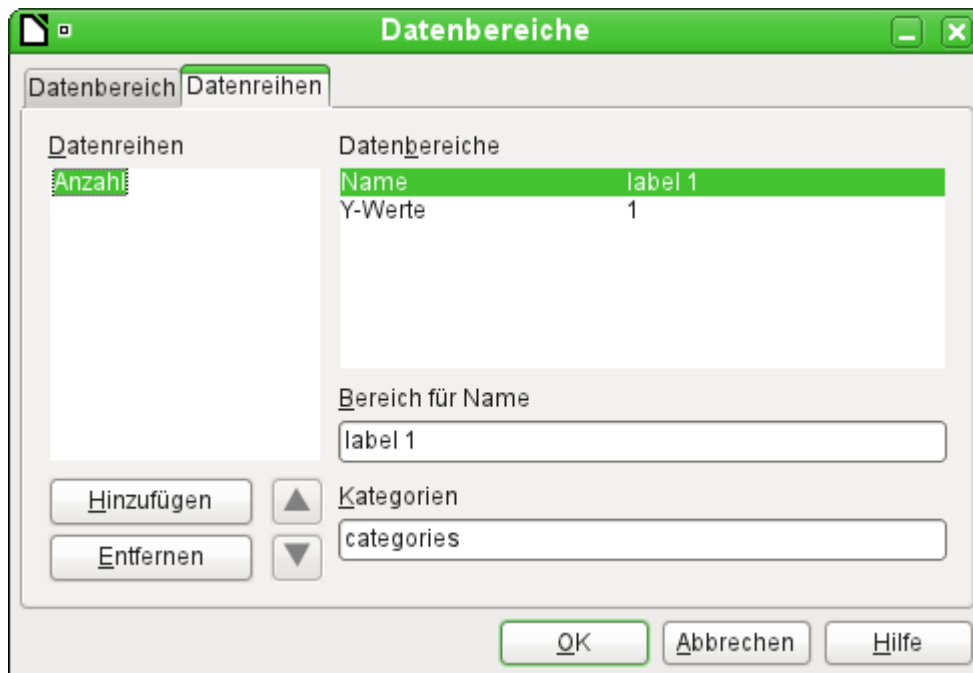 Datenbereiche
Datenbereich Datenreihen
Datenreihen
Anzahl
Datenbereiche
Name label 1
Y-Werte 1
Bereich für Name
label 1
Kategorien
categories
Hinzufügen
Entfernen
OK Abbrechen Hilfe